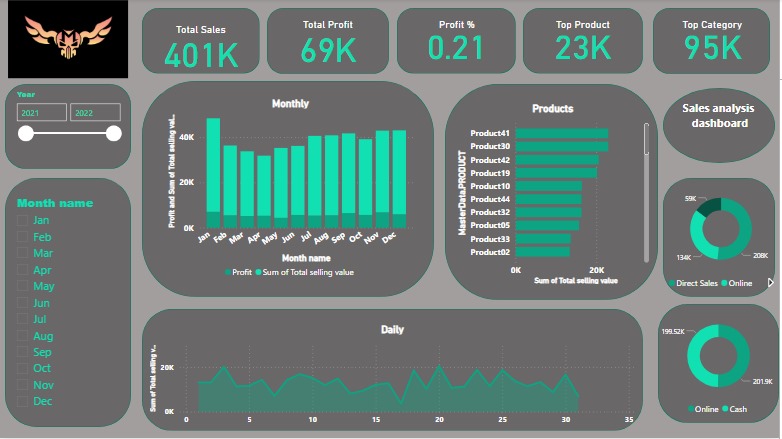 Total Sales
401K
Total Profit
69K
Profit %
0.21
Top Product
23K
Top Category
95K
Year
2021
2022
Month name
Jan
Feb
Mar
Apr
May
Jun
Jul
Aug
Sep
Oct
Nov
Dec
Monthly
Profit and Sum of Total selling val...
40K
20K
0K
Jan Feb Mar Apr May Jun Jul Aug Sep Oct Nov Dec
Month name
Profit Sum of Total selling value
Products
MasterData.PRODUCT
Product41
Product30
Product42
Product19
Product10
Product44
Product32
Product05
Product33
Product02
0K 20K
Sum of Total selling value
Sales analysis
dashboard
59K
134K
208K
Direct Sales Online
Daily
Sum of Total selling v...
20K
0K
0 5 10 15 20 25 30 35
199.52K
201.9K
Online Cash